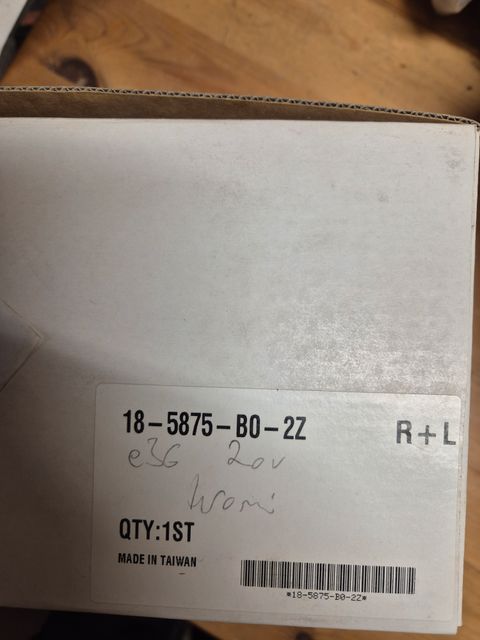 18-5875-B0-2Z R+L
e36 20v
QTY:1ST
MADE IN TAIWAN
*18-5875-B0-2Z*